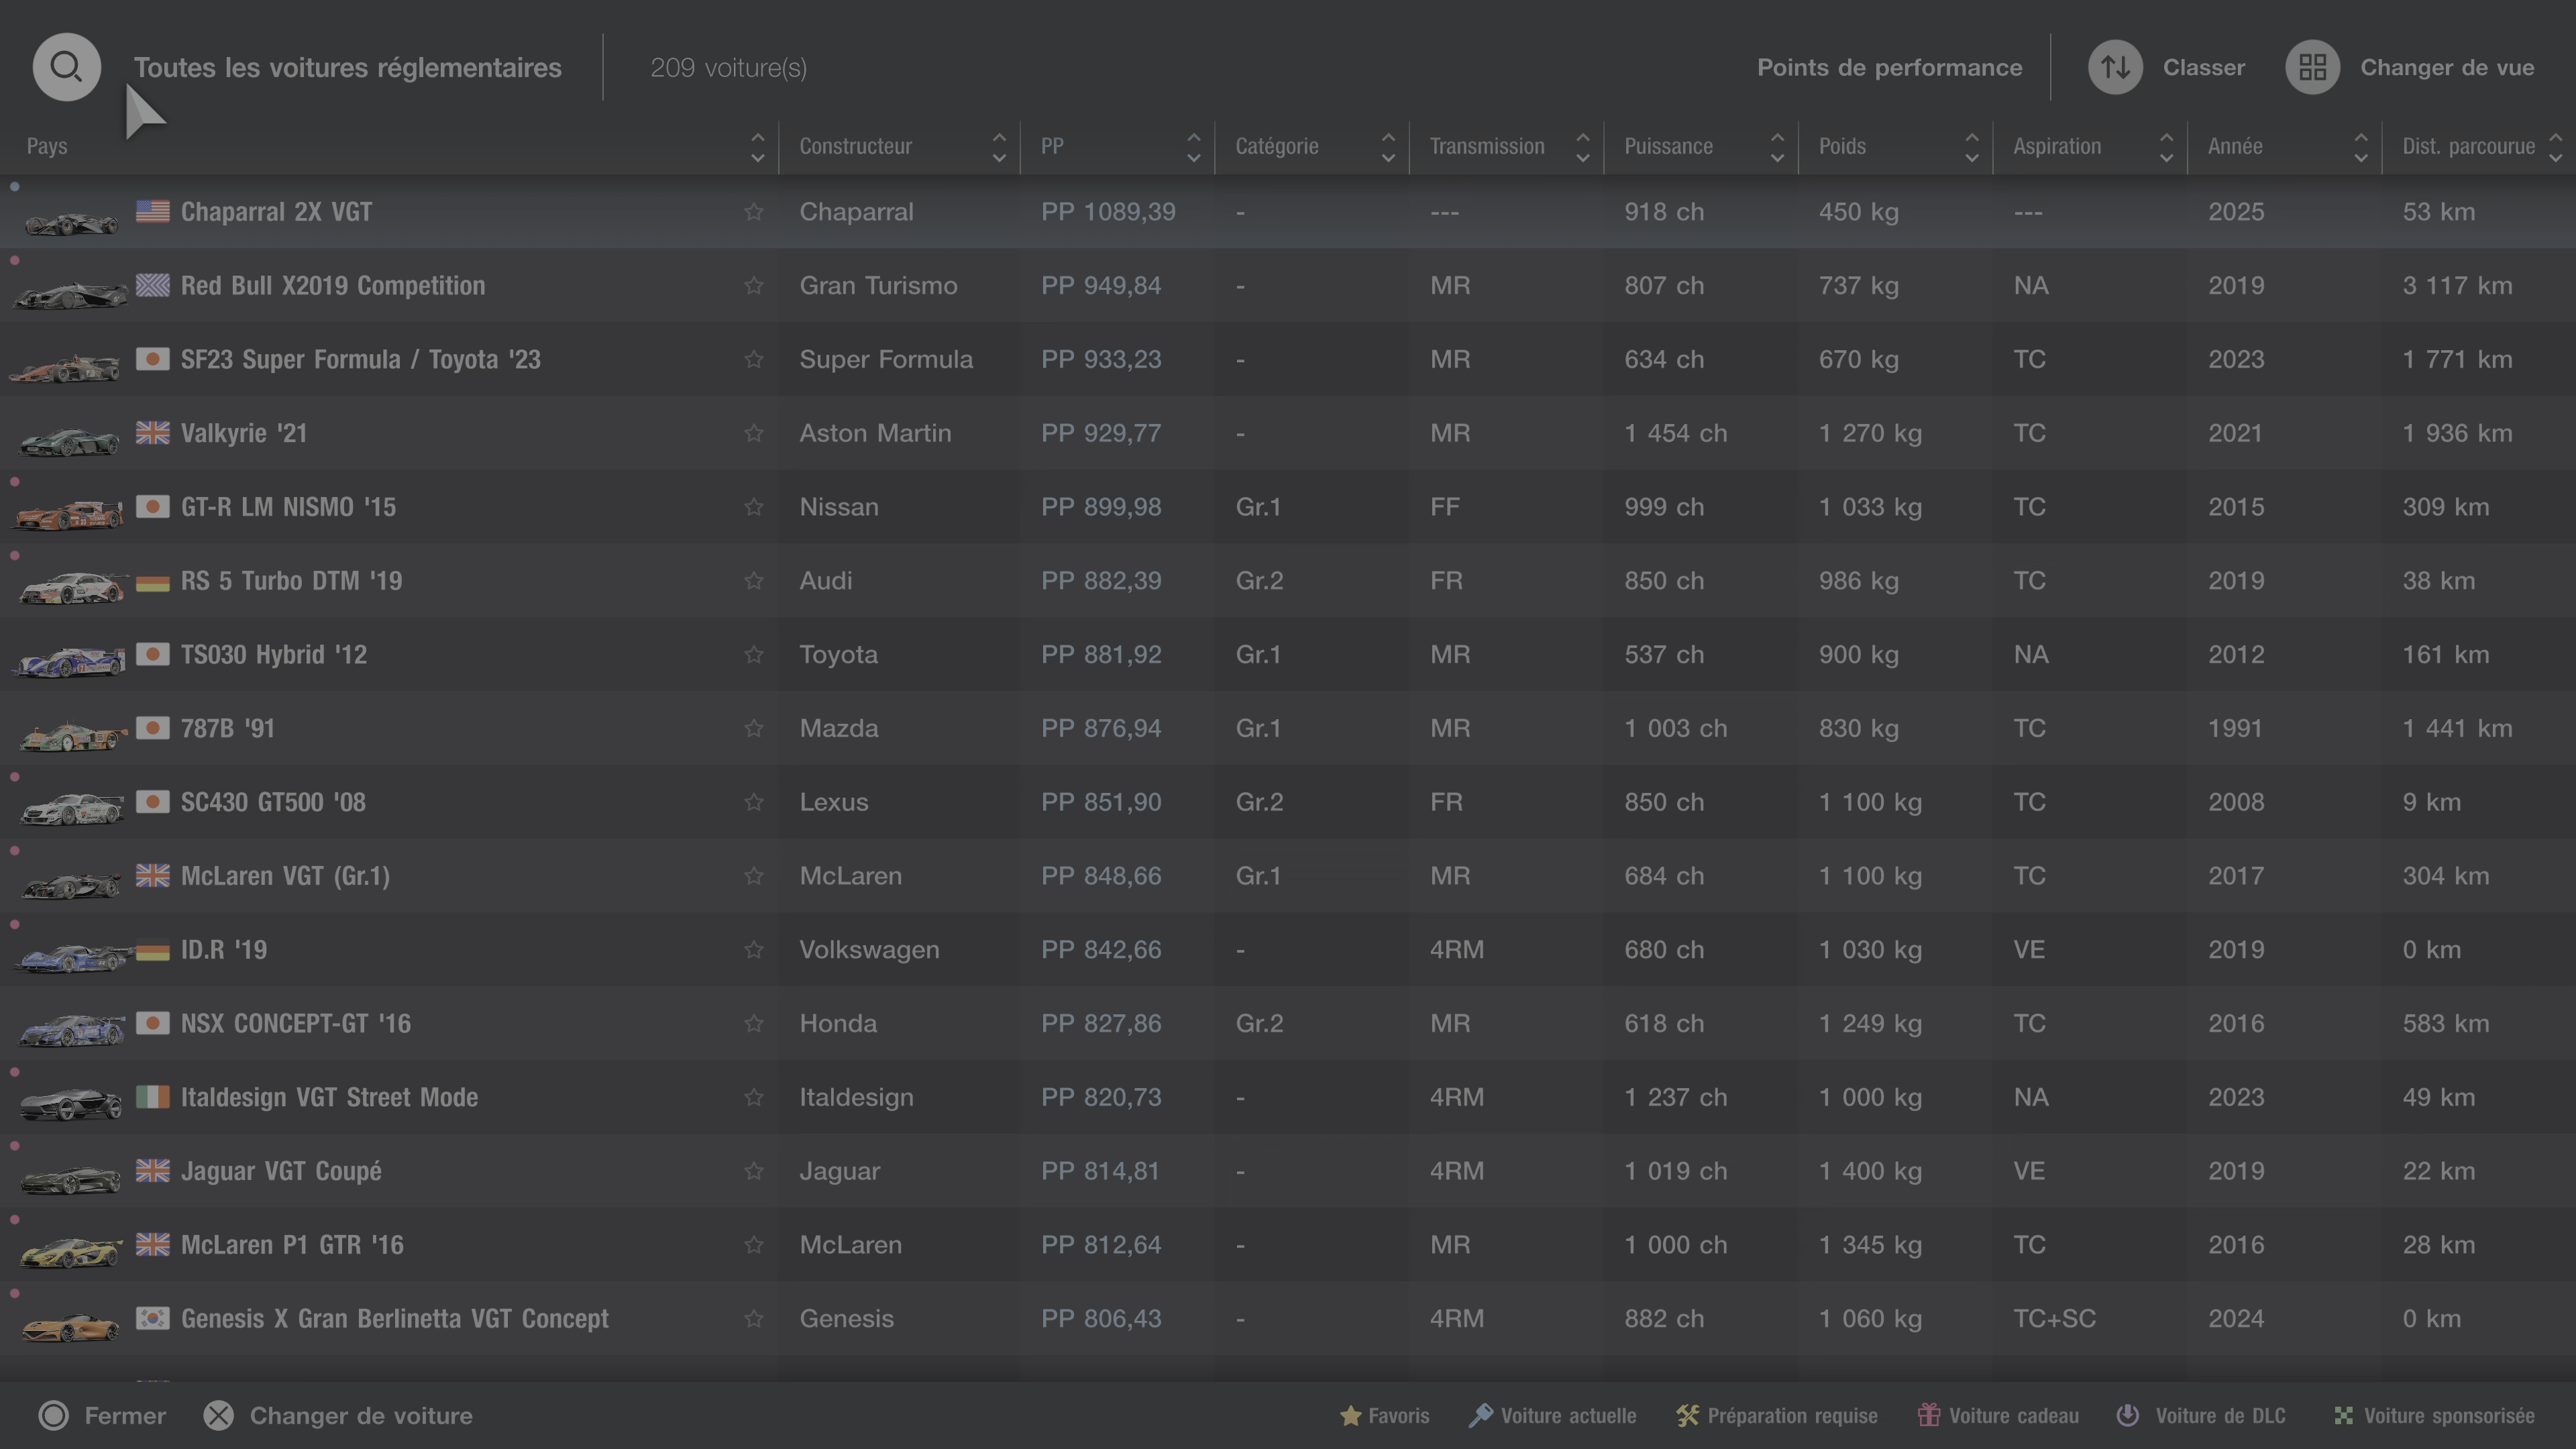 Toutes les voitures réglementaires 209 voiture(s) Points de performance Classer Changer de vue
Pays Constructeur PP Catégorie Transmission Puissance Poids Aspiration Année Dist. parcourue
Chaparral 2X VGT Chaparral PP 1089,39 - --- 918 ch 450 kg --- 2025 53 km
Red Bull X2019 Competition Gran Turismo PP 949,84 - MR 807 ch 737 kg NA 2019 3 117 km
SF23 Super Formula / Toyota '23 Super Formula PP 933,23 - MR 634 ch 670 kg TC 2023 1 771 km
Valkyrie '21 Aston Martin PP 929,77 - MR 1 454 ch 1 270 kg TC 2021 1 936 km
GT-R LM NISMO '15 Nissan PP 899,98 Gr.1 FF 999 ch 1 033 kg TC 2015 309 km
RS 5 Turbo DTM '19 Audi PP 882,39 Gr.2 FR 850 ch 986 kg TC 2019 38 km
TS030 Hybrid '12 Toyota PP 881,92 Gr.1 MR 537 ch 900 kg NA 2012 161 km
787B '91 Mazda PP 876,94 Gr.1 MR 1 003 ch 830 kg TC 1991 1 441 km
SC430 GT500 '08 Lexus PP 851,90 Gr.2 FR 850 ch 1 100 kg TC 2008 9 km
McLaren VGT (Gr.1) McLaren PP 848,66 Gr.1 MR 684 ch 1 100 kg TC 2017 304 km
ID.R '19 Volkswagen PP 842,66 - 4RM 680 ch 1 030 kg VE 2019 0 km
NSX CONCEPT-GT '16 Honda PP 827,86 Gr.2 MR 618 ch 1 249 kg TC 2016 583 km
Italdesign VGT Street Mode Italdesign PP 820,73 - 4RM 1 237 ch 1 000 kg NA 2023 49 km
Jaguar VGT Coupé Jaguar PP 814,81 - 4RM 1 019 ch 1 400 kg VE 2019 22 km
McLaren P1 GTR '16 McLaren PP 812,64 - MR 1 000 ch 1 345 kg TC 2016 28 km
Genesis X Gran Berlinetta VGT Concept Genesis PP 806,43 - 4RM 882 ch 1 060 kg TC+SC 2024 0 km
Fermer Changer de voiture Favoris Voiture actuelle Préparation requise Voiture cadeau Voiture de DLC Voiture sponsorisée